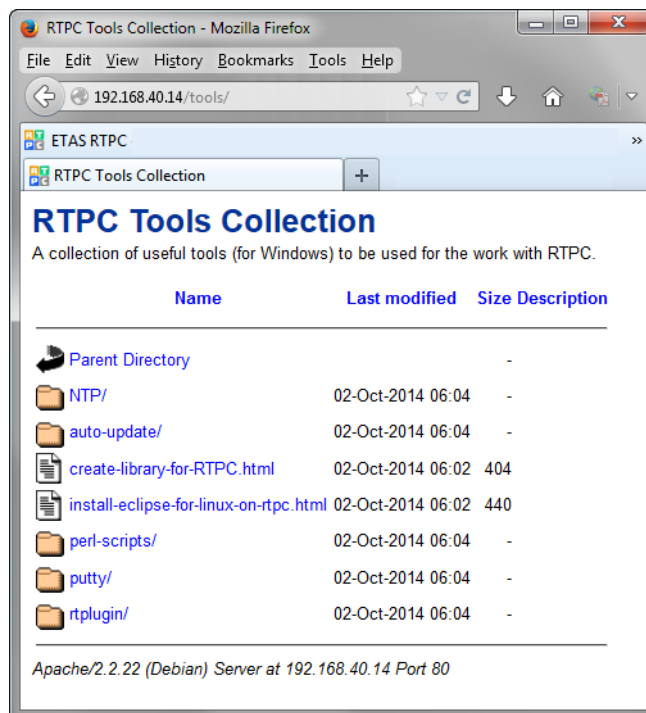 RTPC Tools Collection - Mozilla Firefox
File Edit View History Bookmarks Tools Help
192.168.40.14/tools/
ETAS RTPC »
RTPC Tools Collection +
RTPC Tools Collection
A collection of useful tools (for Windows) to be used for the work with RTPC.
Name Last modified Size Description
Parent Directory -
NTP/ 02-Oct-2014 06:04 -
auto-update/ 02-Oct-2014 06:04 -
create-library-for-RTPC.html 02-Oct-2014 06:02 404
install-eclipse-for-linux-on-rtpc.html 02-Oct-2014 06:02 440
perl-scripts/ 02-Oct-2014 06:04 -
putty/ 02-Oct-2014 06:04 -
rtplugin/ 02-Oct-2014 06:04 -
Apache/2.2.22 (Debian) Server at 192.168.40.14 Port 80